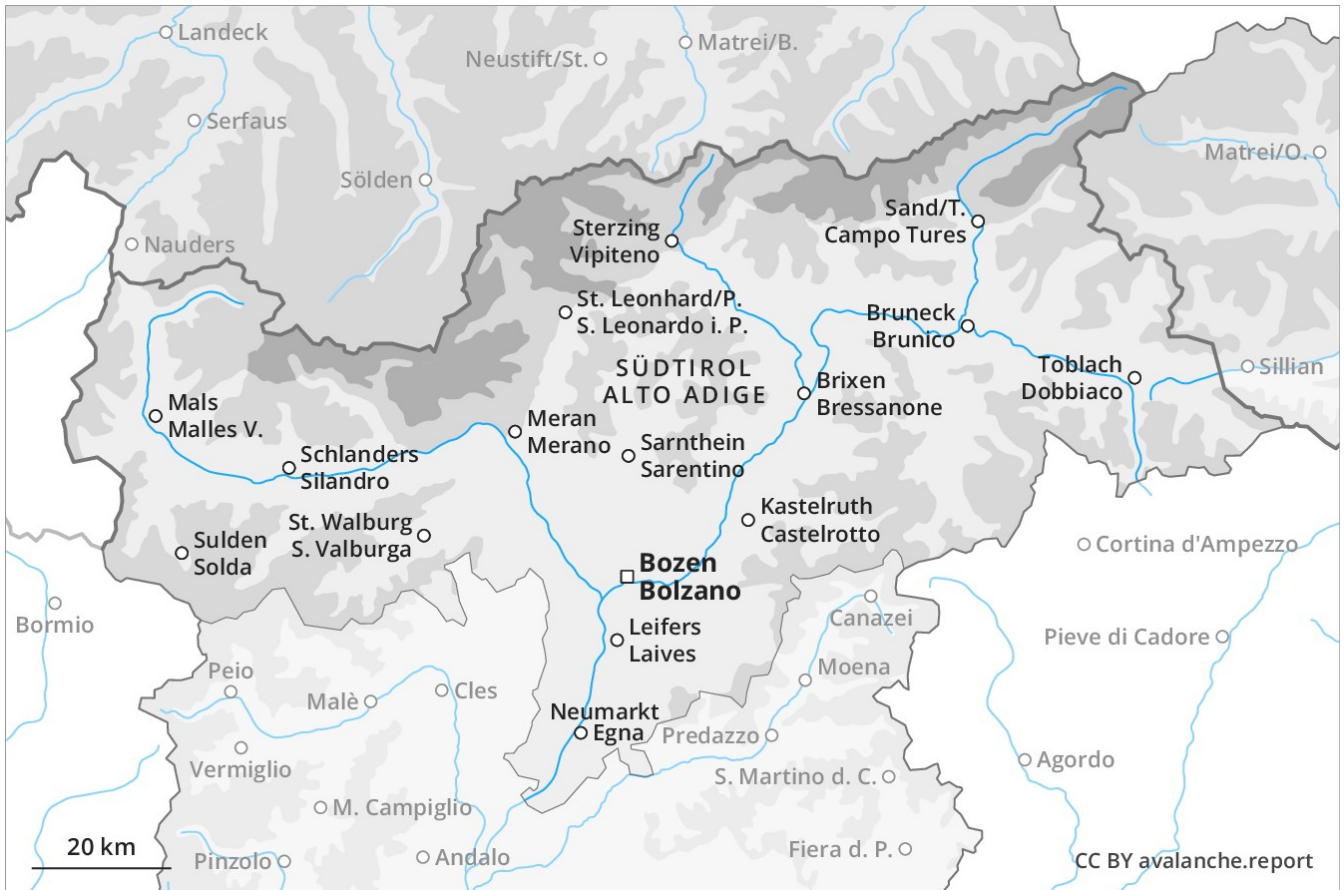 Landeck
Matrei/B.
Neustift/St.
Serfaus
Matrei/O.
Sölden
Sand/T.
Campo Tures
Sterzing
Vipiteno
Nauders
St. Leonhard/P.
S. Leonardo i. P.
Bruneck
Brunico
SÜDTIROL
ALTO ADIGE
Toblach
Dobbiaco
Sillian
Brixen
Bressanone
Mals
Malles V.
Meran
Merano
Sarnthein
Sarentino
Schlanders
Silandro
Kastelruth
Castelrotto
St. Walburg
S. Valburga
Sulden
Solda
Cortina d'Ampezzo
Bozen
Bolzano
Bormio
Canazei
Leifers
Laives
Pieve di Cadore
Peio
Moena
Malè
Cles
Neumarkt
Egna
Predazzo
Vermiglio
Agordo
S. Martino d. C.
M. Campiglio
20 km
Pinzolo
Andalo
Fiera d. P.
CC BY avalanche.report